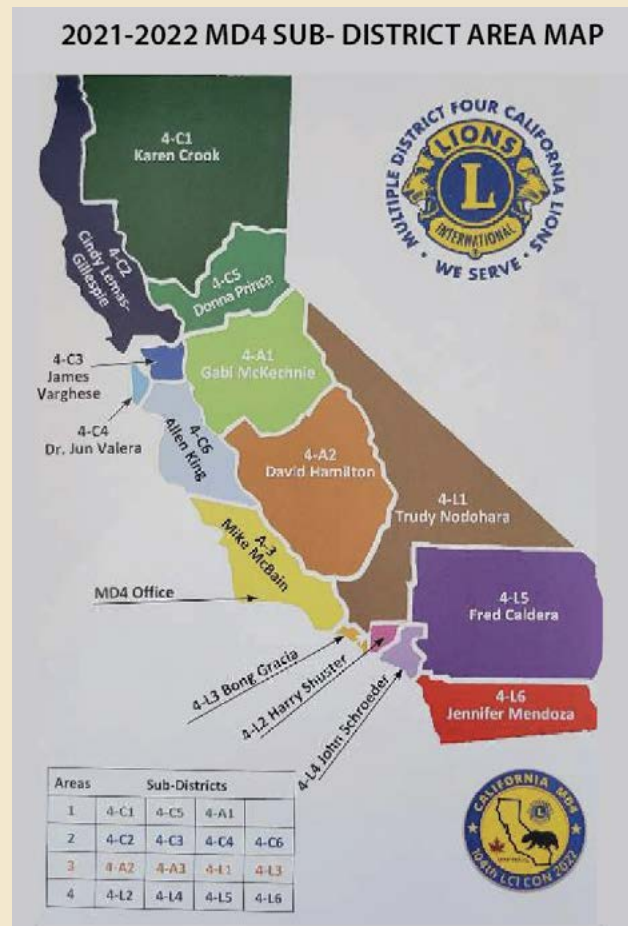 2021-2022 MD4 SUB- DISTRICT AREA MAP
MULTIPLE DISTRICT FOUR CALIFORNIA LIONS
LIONS
L
INTERNATIONAL
• WE SERVE •
4-C1
Karen Crook
4-C2
Cindy Lemas-
Gillespie
4-C5
Donna Prince
4-C3
James
Varghese
4-A1
Gabi McKechnie
4-C4
Dr. Jun Valera
4-C6
Allen King
4-A2
David Hamilton
4-L1
Trudy Nodohara
A-3
Mike McBain
MD4 Office
4-L5
Fred Caldera
4-L3 Bong Gracia
4-L2 Harry Shuster
4-L4 John Schroeder
4-L6
Jennifer Mendoza
Areas Sub-Districts
1 4-C1 4-C5 4-A1
2 4-C2 4-C3 4-C4 4-C6
3 4-A2 4-A3 4-L1 4-L3
4 4-L2 4-L4 4-L5 4-L6
CALIFORNIA MD4
104th LCI CON 2022